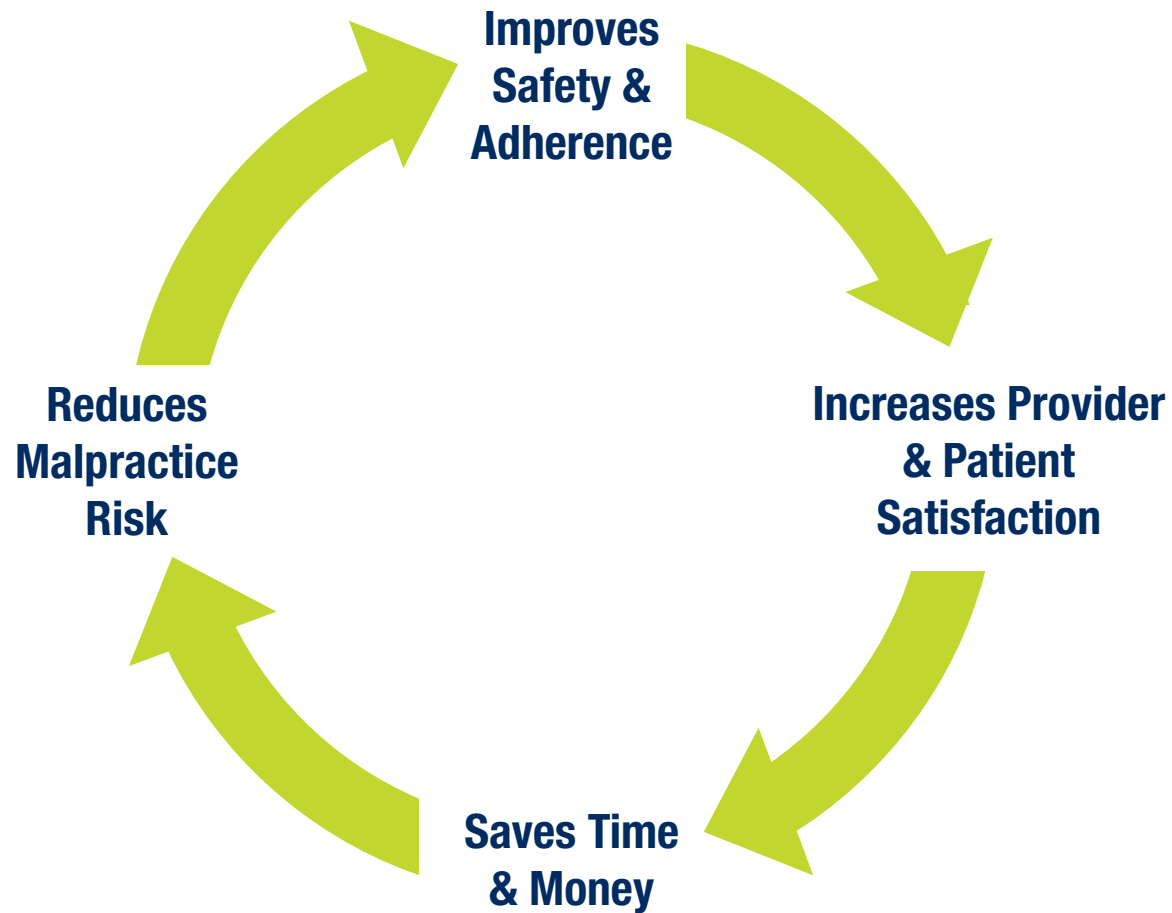 Improves
Safety &
Adherence
Increases Provider
& Patient
Satisfaction
Saves Time
& Money
Reduces
Malpractice
Risk